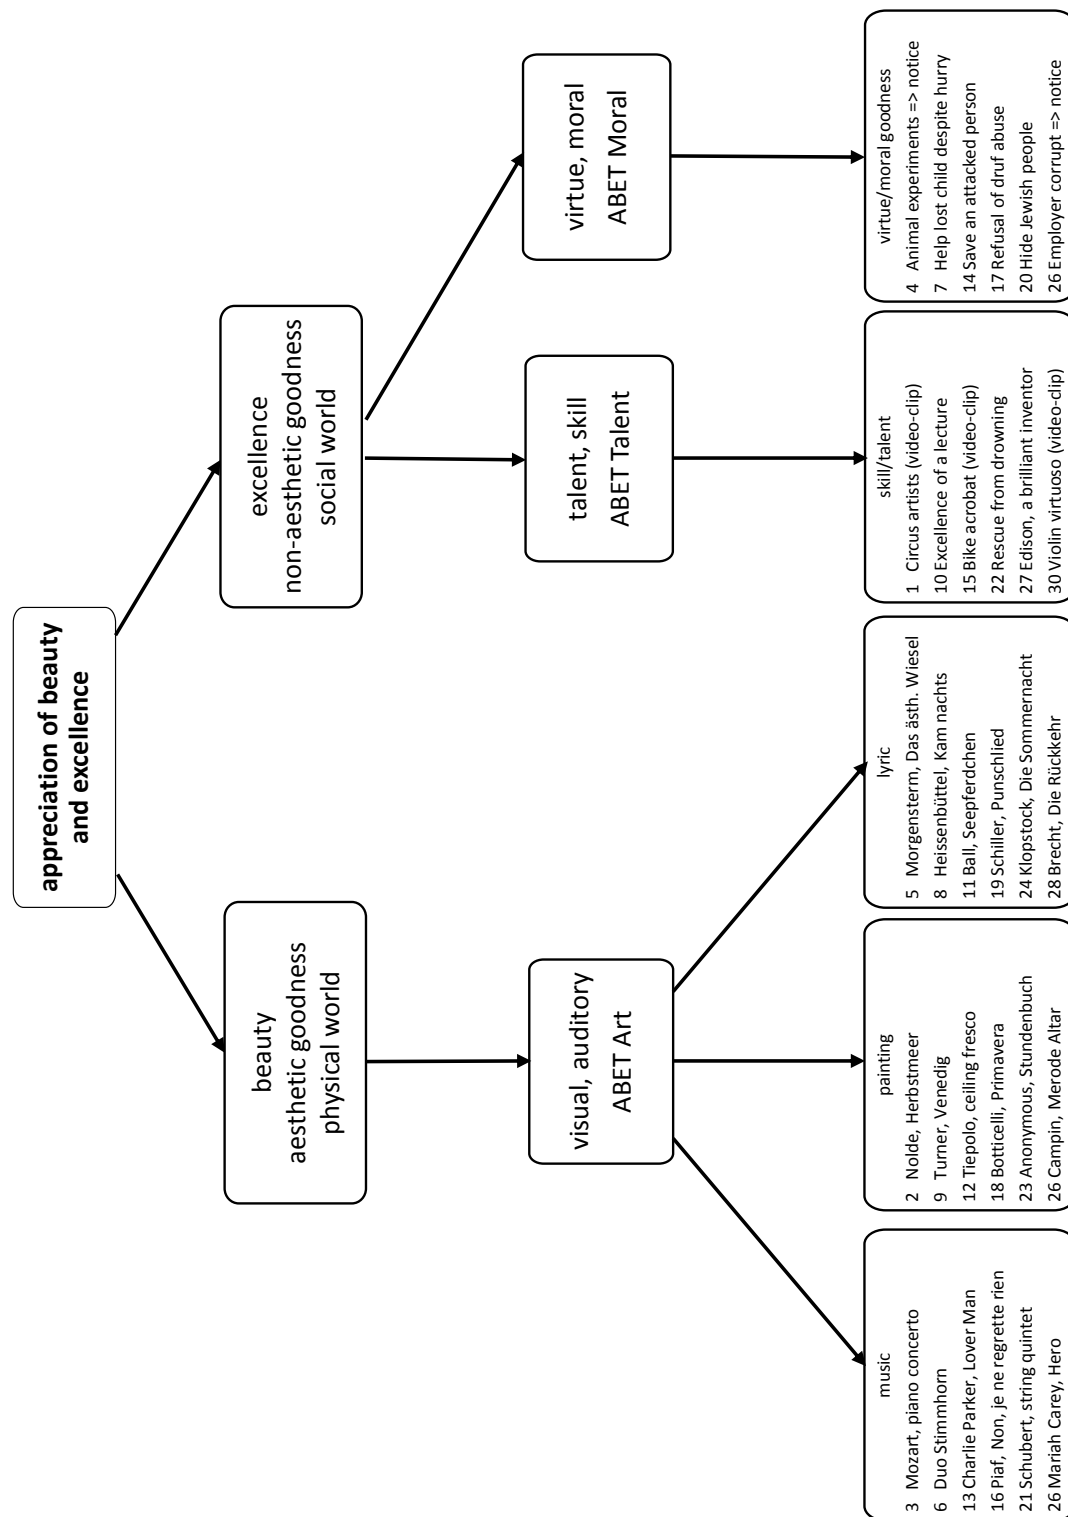 appreciation of beauty
and excellence
beauty
aesthetic goodness
physical world
excellence
non-aesthetic goodness
social world
visual, auditory
ABET Art
talent, skill
ABET Talent
virtue, moral
ABET Moral
music
3 Mozart, piano concerto
6 Duo Stimmhorn
13 Charlie Parker, Lover Man
16 Piaf, Non, je ne regrette rien
21 Schubert, string quintet
26 Mariah Carey, Hero
painting
2 Nolde, Herbstmeer
9 Turner, Venedig
12 Tiepolo, ceiling fresco
18 Botticelli, Primavera
23 Anonymous, Stundenbuch
26 Campin, Merode Altar
lyric
5 Morgensterm, Das ästh. Wiesel
8 Heissenbüttel, Kam nachts
11 Ball, Seepferdchen
19 Schiller, Punschlied
24 Klopstock, Die Sommernacht
28 Brecht, Die Rückkehr
skill/talent
1 Circus artists (video-clip)
10 Excellence of a lecture
15 Bike acrobat (video-clip)
22 Rescue from drowning
27 Edison, a brilliant inventor
30 Violin virtuoso (video-clip)
virtue/moral goodness
4 Animal experiments => notice
7 Help lost child despite hurry
14 Save an attacked person
17 Refusal of druf abuse
20 Hide Jewish people
26 Employer corrupt => notice